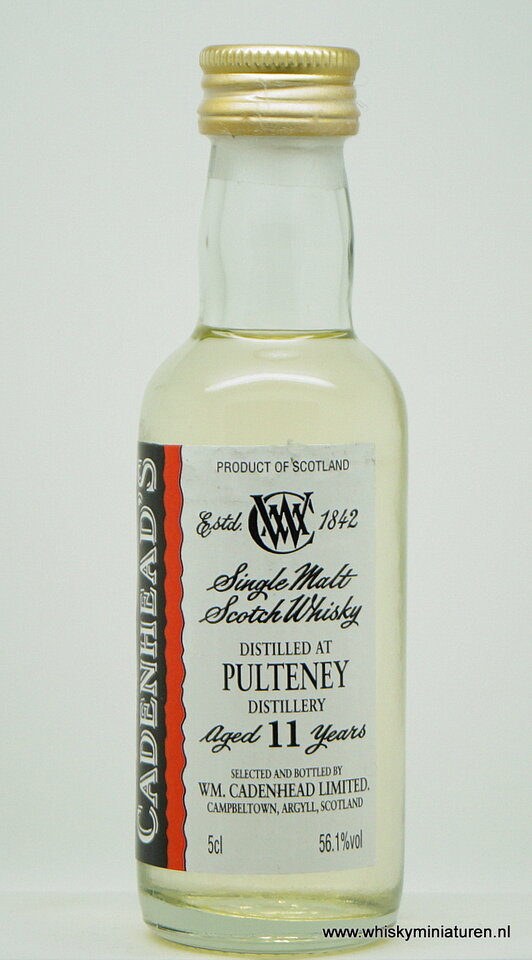 CADENHEAD'S
PRODUCT OF SCOTLAND
Estd. WMC 1842
Single Malt
Scotch Whisky
DISTILLED AT
PULTENEY
DISTILLERY
Aged 11 Years
SELECTED AND BOTTLED BY
WM. CADENHEAD LIMITED.
CAMPBELTOWN, ARGYLL, SCOTLAND
5cl 56.1%vol
www.whiskyminiaturen.nl